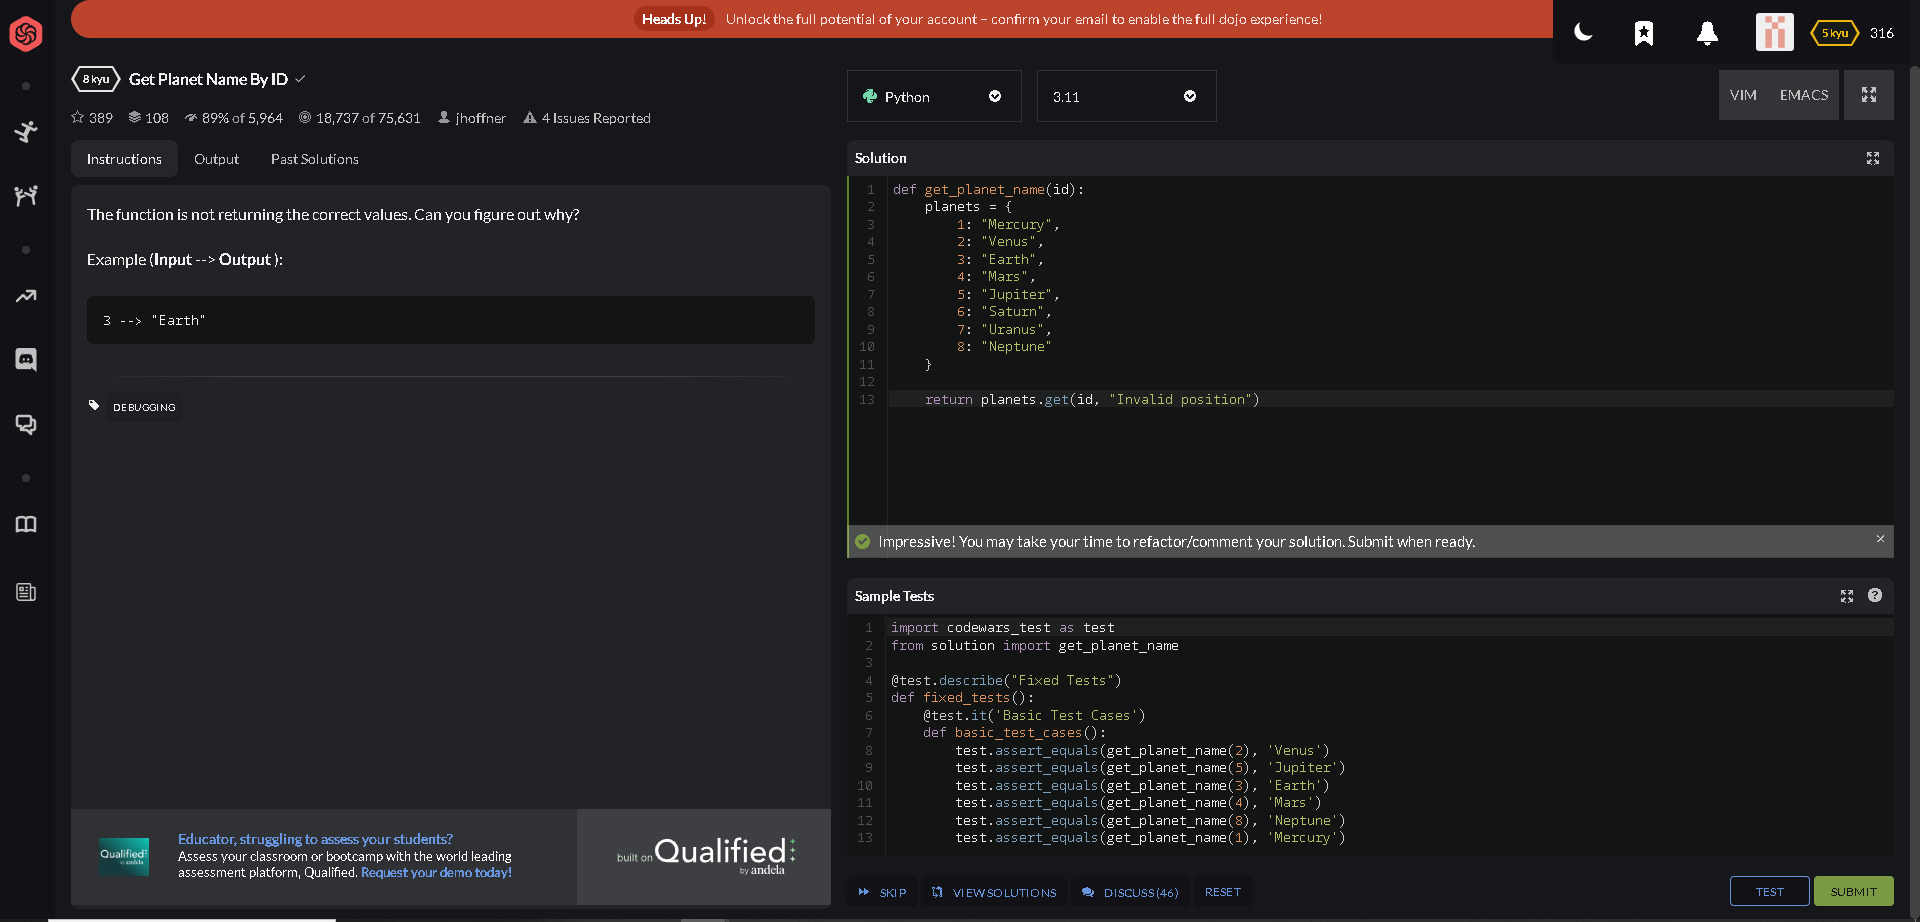 Heads Up! Unlock the full potential of your account – confirm your email to enable the full dojo experience!
5 kyu 316
8 kyu Get Planet Name By ID
389 108 89% of 5,964 18,737 of 75,631 jhoffner 4 Issues Reported
Instructions Output Past Solutions
The function is not returning the correct values. Can you figure out why?
Example (Input --> Output ):
3 --> "Earth"
DEBUGGING
Qualified
by andela
Educator, struggling to assess your students?
Assess your classroom or bootcamp with the world leading
assessment platform, Qualified. Request your demo today!
built on Qualified
by andela
Python 3.11
VIM EMACS
Solution
1 def get_planet_name(id):
2 planets = {
3 1: "Mercury",
4 2: "Venus",
5 3: "Earth",
6 4: "Mars",
7 5: "Jupiter",
8 6: "Saturn",
9 7: "Uranus",
10 8: "Neptune"
11 }
12
13 return planets.get(id, "Invalid position")
Impressive! You may take your time to refactor/comment your solution. Submit when ready.
Sample Tests
1 import codewars_test as test
2 from solution import get_planet_name
3
4 @test.describe("Fixed Tests")
5 def fixed_tests():
6 @test.it('Basic Test Cases')
7 def basic_test_cases():
8 test.assert_equals(get_planet_name(2), 'Venus')
9 test.assert_equals(get_planet_name(5), 'Jupiter')
10 test.assert_equals(get_planet_name(3), 'Earth')
11 test.assert_equals(get_planet_name(4), 'Mars')
12 test.assert_equals(get_planet_name(8), 'Neptune')
13 test.assert_equals(get_planet_name(1), 'Mercury')
SKIP VIEW SOLUTIONS DISCUSS (46) RESET TEST SUBMIT